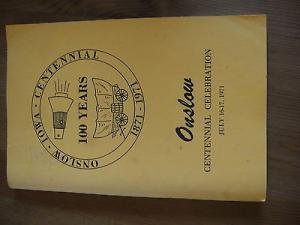 ONSLOW · IOWA · CENTENNIAL
100 YEARS
1871 - 1971
Onslow
CENTENNIAL CELEBRATION
JULY 16-17, 1971